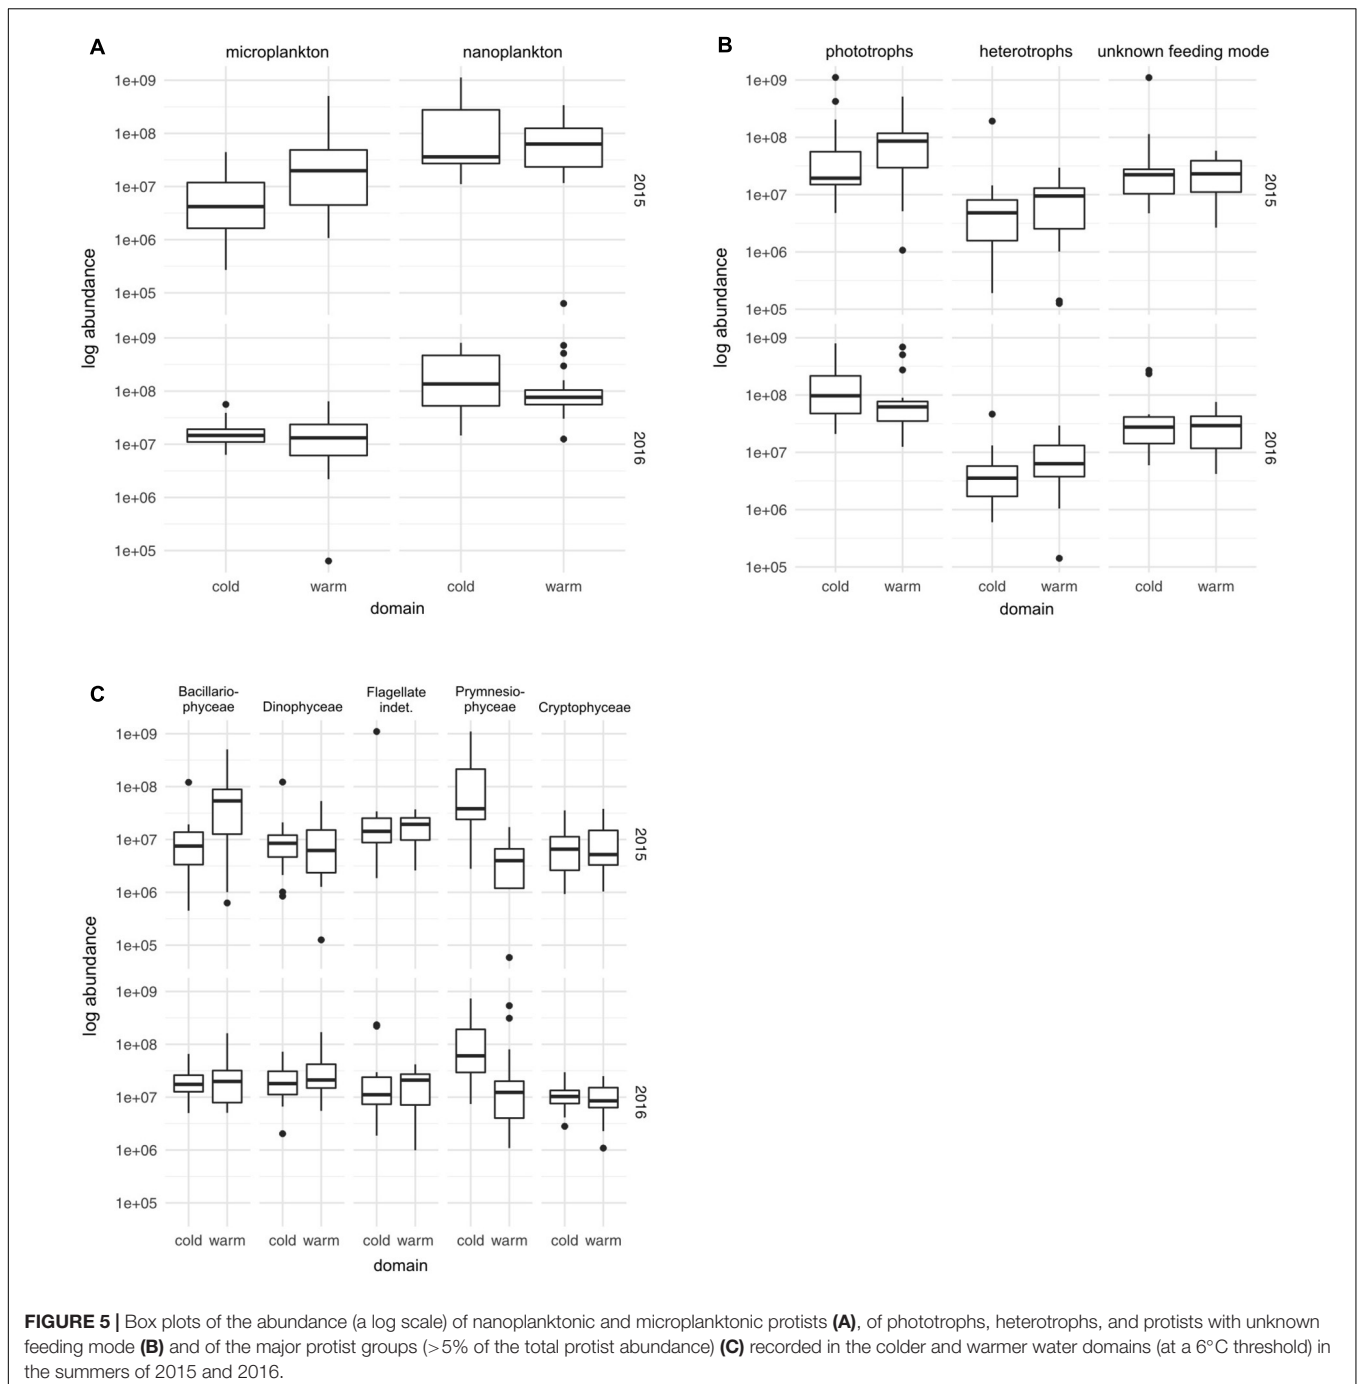 A
microplankton
nanoplankton
1e+09
1e+08
1e+07
1e+06
1e+05
2015
1e+09
1e+08
1e+07
1e+06
1e+05
2016
log abundance
cold
warm
cold
warm
domain
B
phototrophs
heterotrophs
unknown feeding mode
1e+09
1e+08
1e+07
1e+06
1e+05
2015
1e+09
1e+08
1e+07
1e+06
1e+05
2016
log abundance
cold
warm
cold
warm
cold
warm
domain
C
Bacillario-
phyceae
Dinophyceae
Flagellate
indet.
Prymnesio-
phyceae
Cryptophyceae
1e+09
1e+08
1e+07
1e+06
1e+05
2015
1e+09
1e+08
1e+07
1e+06
1e+05
2016
log abundance
cold warm
cold warm
cold warm
cold warm
cold warm
domain
FIGURE 5 | Box plots of the abundance (a log scale) of nanoplanktonic and microplanktonic protists (A), of phototrophs, heterotrophs, and protists with unknown
feeding mode (B) and of the major protist groups (>5% of the total protist abundance) (C) recorded in the colder and warmer water domains (at a 6°C threshold) in
the summers of 2015 and 2016.